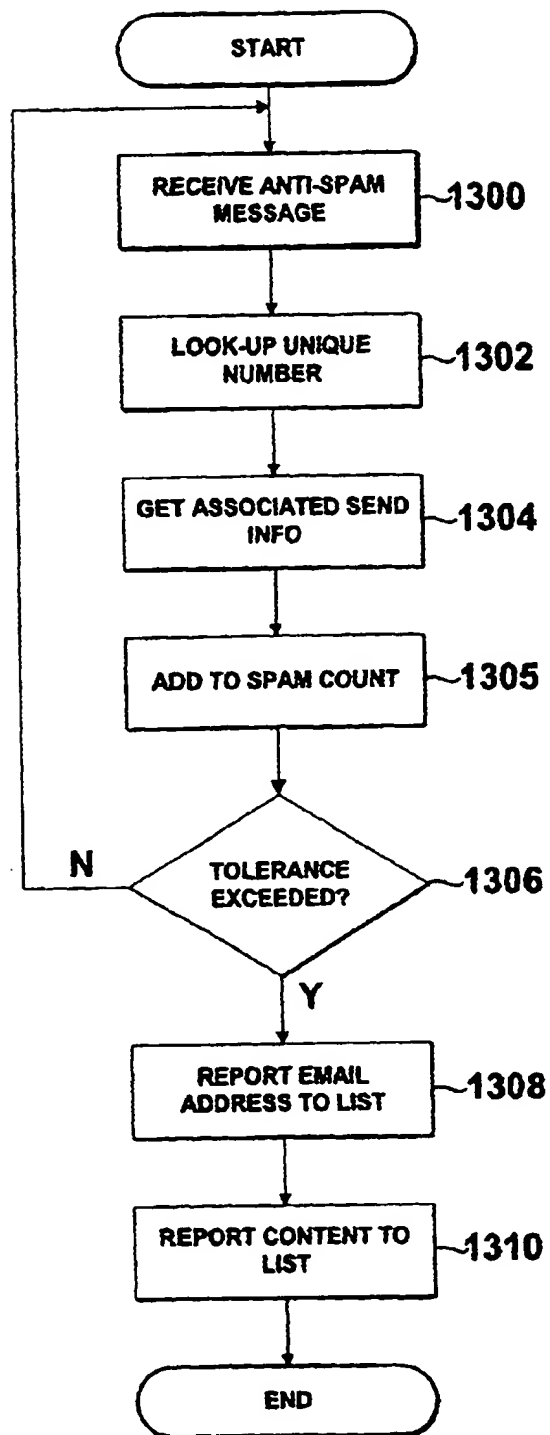 START
RECEIVE ANTI-SPAM
MESSAGE
1300
LOOK-UP UNIQUE
NUMBER
1302
GET ASSOCIATED SEND
INFO
1304
ADD TO SPAM COUNT
1305
N
TOLERANCE
EXCEEDED?
1306
Y
REPORT EMAIL
ADDRESS TO LIST
1308
REPORT CONTENT TO
LIST
1310
END